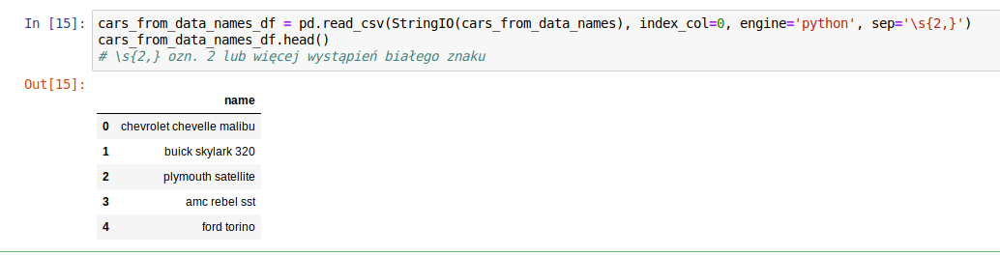 In [15]: cars_from_data_names_df = pd.read_csv(StringIO(cars_from_data_names), index_col=0, engine='python', sep='\s{2,}')
cars_from_data_names_df.head()
# \s{2,} ozn. 2 lub więcej wystąpień białego znaku
Out[15]:
name
0 chevrolet chevelle malibu
1 buick skylark 320
2 plymouth satellite
3 amc rebel sst
4 ford torino